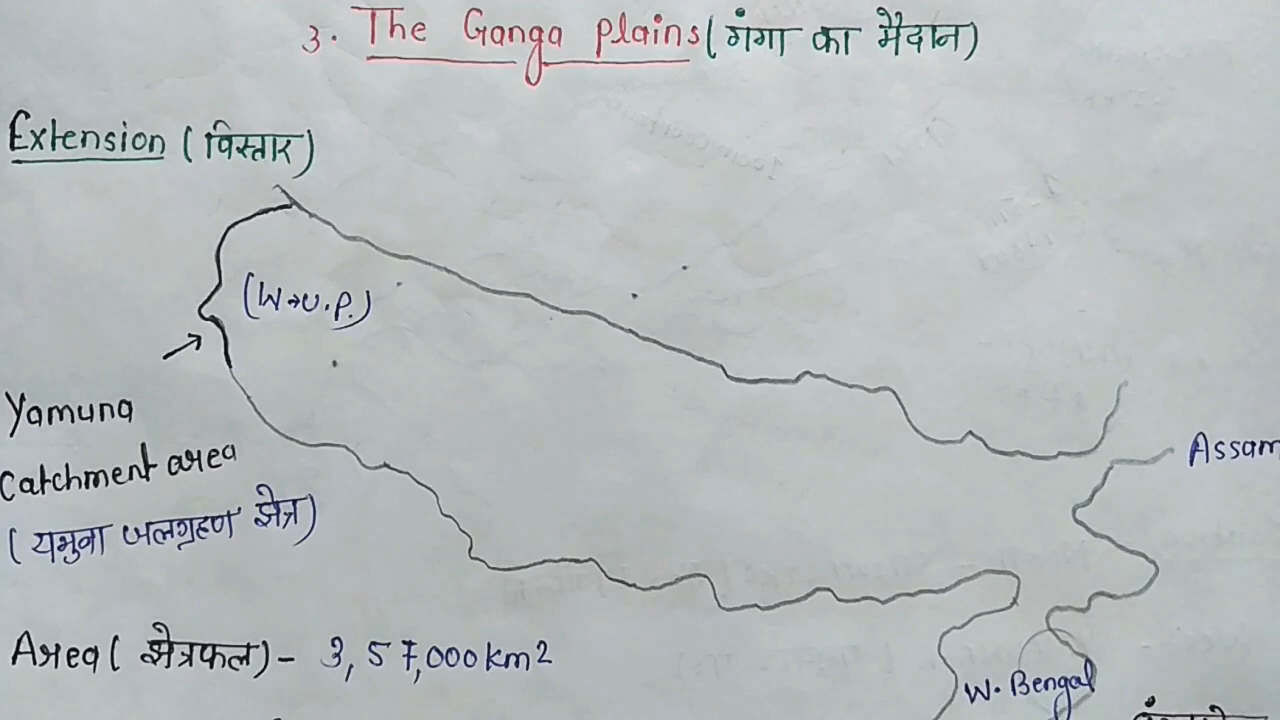 3. The Ganga Plains (गंगा का मैदान)
Extension (विस्तार)
(W→U.P.)
Yamuna
Catchment area
(यमुना जलग्रहण क्षेत्र)
Assam
Area (क्षेत्रफल) - 3,57,000 km2
W. Bengal